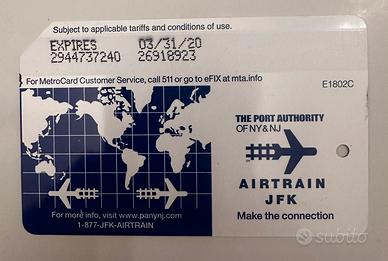 Subject to applicable tariffs and conditions of use.
EXPIRES 03/31/20
2944737240 26918923
For MetroCard Customer Service, call 511 or go to eFIX at mta.info
E1802C
THE PORT AUTHORITY
OF NY & NJ
AIRTRAIN
JFK
Make the connection
For more info, visit www.panynj.com
1-877-JFK-AIRTRAIN
subito